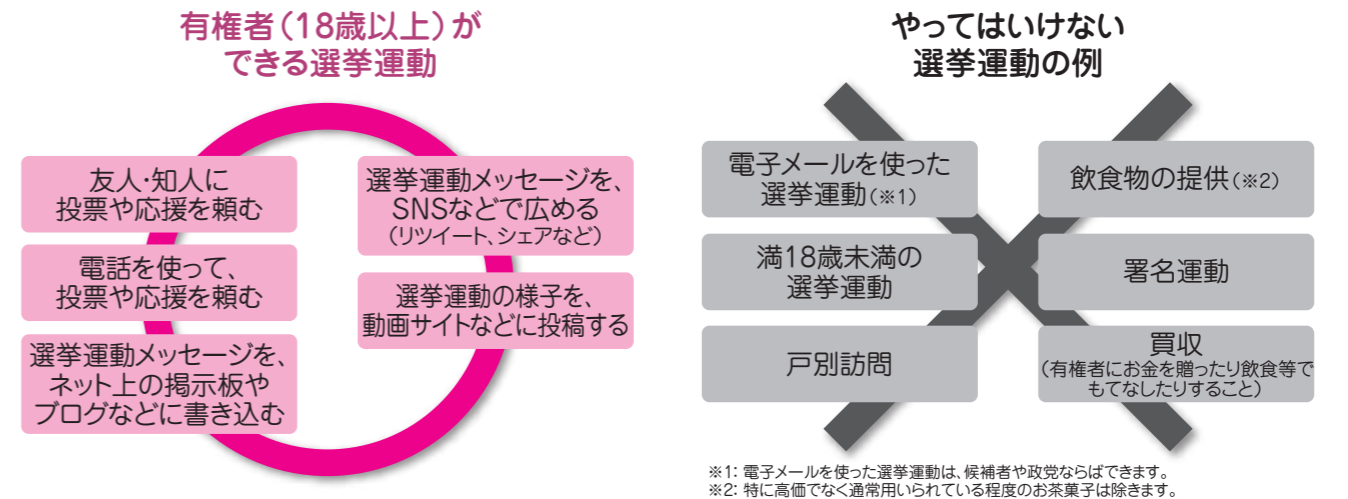 有権者（18歳以上）が
できる選挙運動
友人・知人に
投票や応援を頼む
電話を使って、
投票や応援を頼む
選挙運動メッセージを、
ネット上の掲示板や
ブログなどに書き込む
選挙運動メッセージを、
SNSなどで広める
（リツイート、シェアなど）
選挙運動の様子を、
動画サイトなどに投稿する
やってはいけない
選挙運動の例
電子メールを使った
選挙運動（※1）
満18歳未満の
選挙運動
戸別訪問
飲食物の提供（※2）
署名運動
買収
（有権者にお金を贈ったり飲食等で
もてなしたりすること）
※1： 電子メールを使った選挙運動は、候補者や政党ならばできます。
※2： 特に高価でなく通常用いられている程度のお茶菓子は除きます。